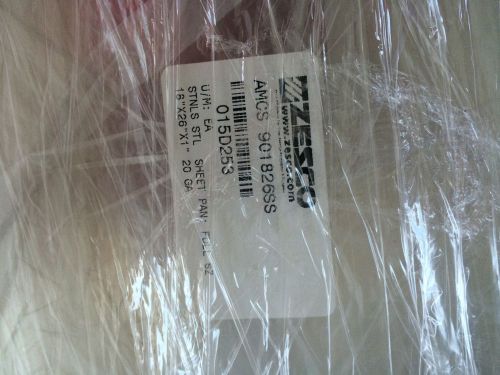 ZESCO
www.zesco.com
AMCS 901826SS
015D253
U/M: EA
STNLS STL SHEET PAN: FULL SZ
18"X26"X1" 20 GA